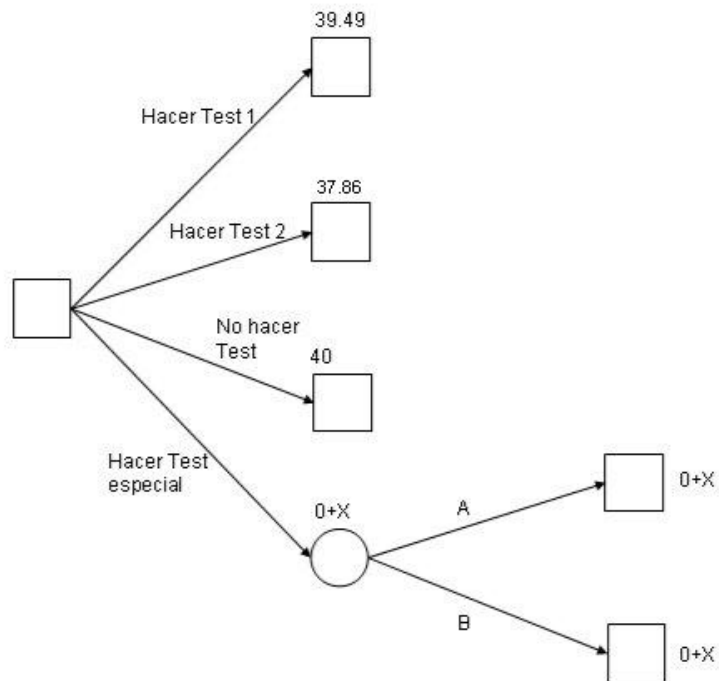 39.49
Hacer Test 1
37.86
Hacer Test 2
No hacer
Test
40
Hacer Test
especial
0+X
A
0+X
B
0+X